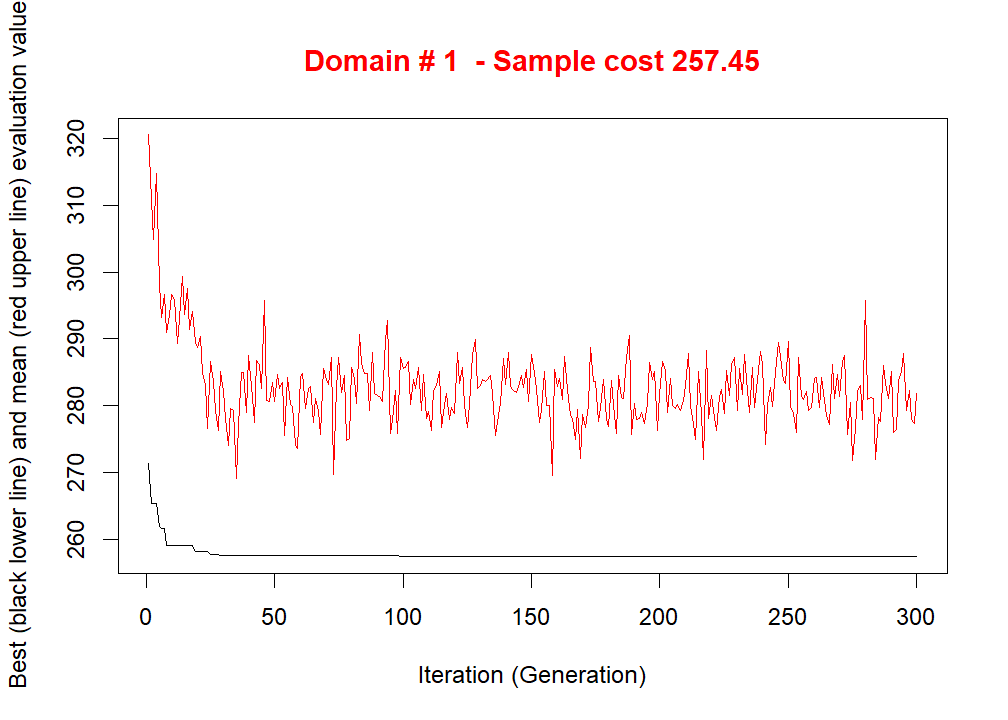 Domain # 1  - Sample cost 257.45
Best (black lower line) and mean (red upper line) evaluation value
320
310
300
290
280
270
260
0 50 100 150 200 250 300
Iteration (Generation)